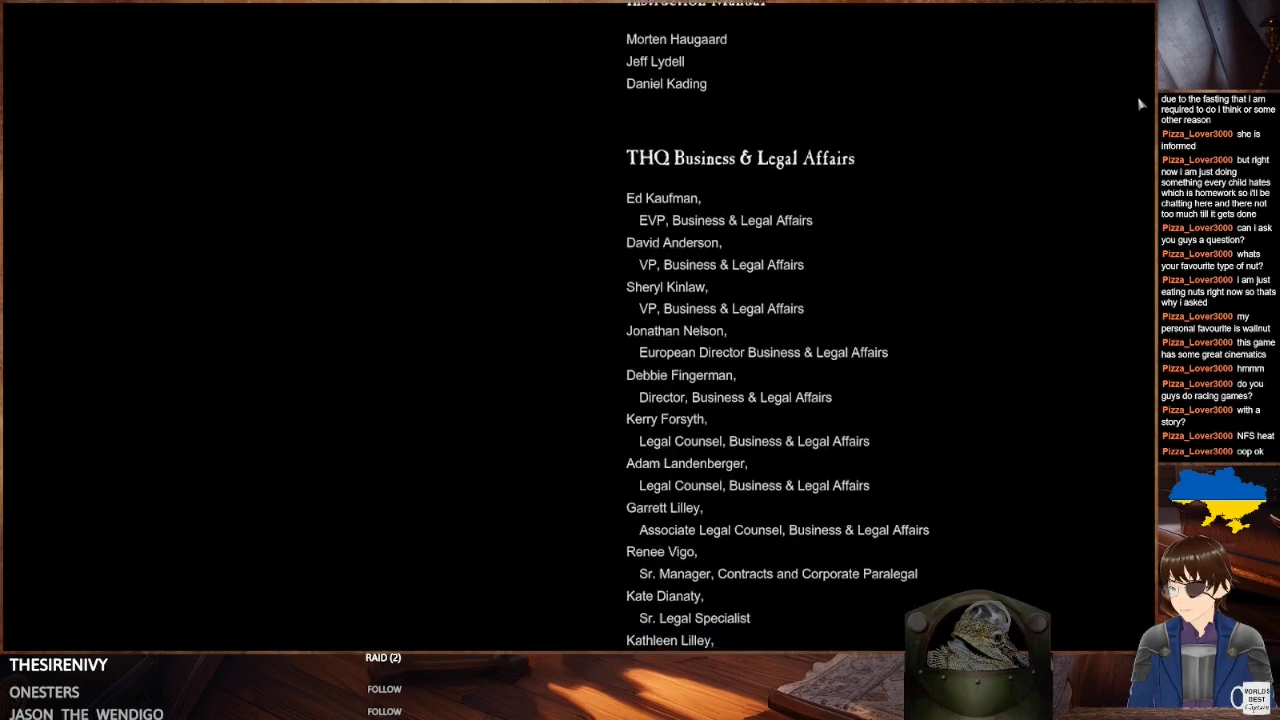 Instruction Manual
Morten Haugaard
Jeff Lydell
Daniel Kading
THQ Business & Legal Affairs
Ed Kaufman,
EVP, Business & Legal Affairs
David Anderson,
VP, Business & Legal Affairs
Sheryl Kinlaw,
VP, Business & Legal Affairs
Jonathan Nelson,
European Director Business & Legal Affairs
Debbie Fingerman,
Director, Business & Legal Affairs
Kerry Forsyth,
Legal Counsel, Business & Legal Affairs
Adam Landenberger,
Legal Counsel, Business & Legal Affairs
Garrett Lilley,
Associate Legal Counsel, Business & Legal Affairs
Renee Vigo,
Sr. Manager, Contracts and Corporate Paralegal
Kate Dianaty,
Sr. Legal Specialist
Kathleen Lilley,
due to the fasting that i am
required to do i think or some
other reason
Pizza_Lover3000 she is
informed
Pizza_Lover3000 but right
now i am just doing
something every child hates
which is homework so i'll be
chatting here and there not
too much till it gets done
Pizza_Lover3000 can i ask
you guys a question?
Pizza_Lover3000 whats
your favourite type of nut?
Pizza_Lover3000 I am just
eating nuts right now so thats
why i asked
Pizza_Lover3000 my
personal favourite is wallnut
Pizza_Lover3000 this game
has some great cinematics
Pizza_Lover3000 hmmm
Pizza_Lover3000 do you
guys do racing games?
Pizza_Lover3000 with a
story?
Pizza_Lover3000 NFS heat
Pizza_Lover3000 oop ok
THESIRENIVY
RAID (2)
ONESTERS
FOLLOW
JASON_THE_WENDIGO
FOLLOW
WORLD'S
BEST
Captain